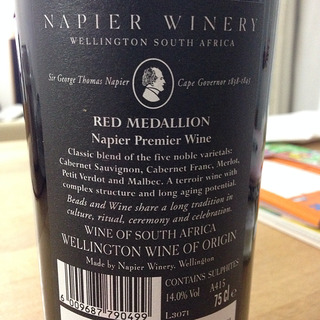 NAPIER WINERY
WELLINGTON SOUTH AFRICA
Sir George Thomas Napier Cape Governor 1838-1843
RED MEDALLION
Napier Premier Wine
Classic blend of the five noble varietals:
Cabernet Sauvignon, Cabernet Franc, Merlot,
Petit Verdot and Malbec. A terroir wine with
complex structure and long aging potential.
Beads and Wine share a long tradition in
culture, ritual, ceremony and celebration.
WINE OF SOUTH AFRICA
WELLINGTON WINE OF ORIGIN
Made by Napier Winery, Wellington
CONTAINS SULPHITES
14.0% Vol A415
75 cl e
L3071
6 009687 790499